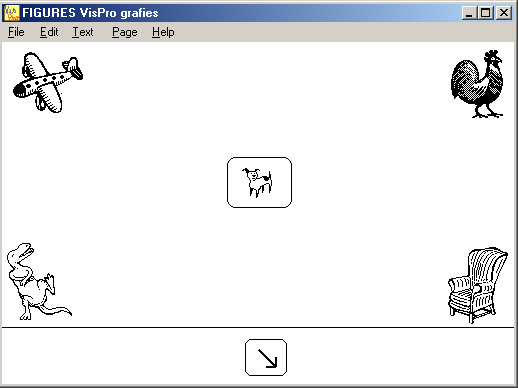 FIGURES VisPro grafies
File Edit Text Page Help